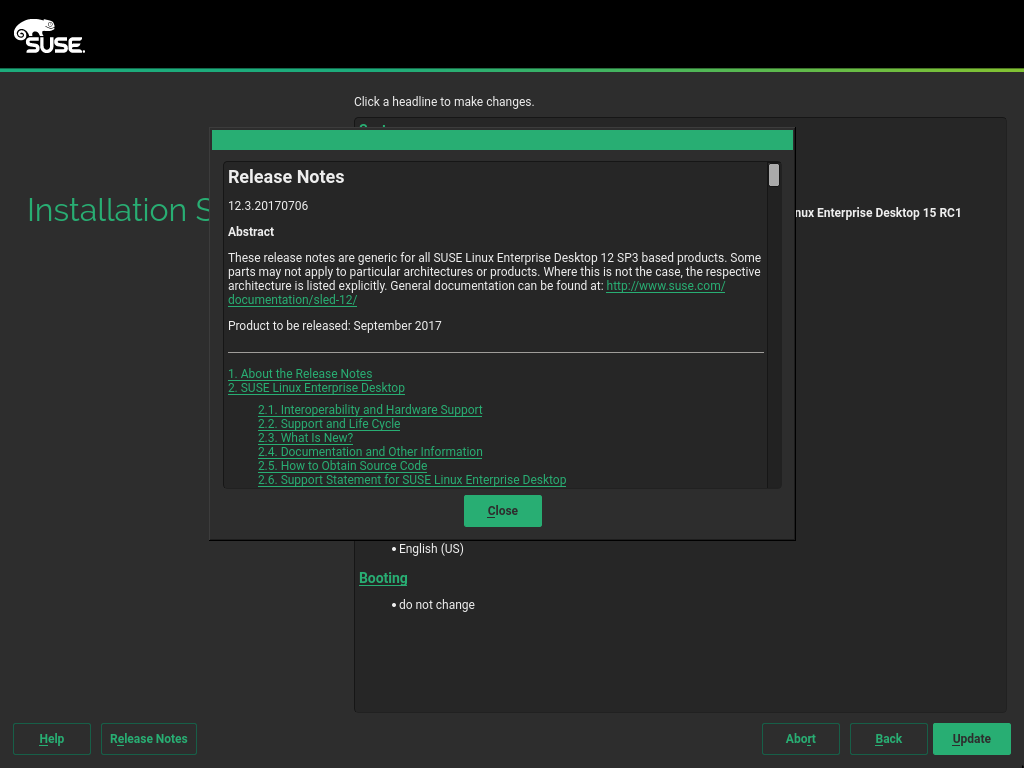 SUSE.
Click a headline to make changes.
Installation S
nux Enterprise Desktop 15 RC1
Release Notes
12.3.20170706
Abstract
These release notes are generic for all SUSE Linux Enterprise Desktop 12 SP3 based products. Some
parts may not apply to particular architectures or products. Where this is not the case, the respective
architecture is listed explicitly. General documentation can be found at: http://www.suse.com/
documentation/sled-12/
Product to be released: September 2017
1. About the Release Notes
2. SUSE Linux Enterprise Desktop
2.1. Interoperability and Hardware Support
2.2. Support and Life Cycle
2.3. What Is New?
2.4. Documentation and Other Information
2.5. How to Obtain Source Code
2.6. Support Statement for SUSE Linux Enterprise Desktop
Close
• English (US)
Booting
• do not change
Help
Release Notes
Abort
Back
Update